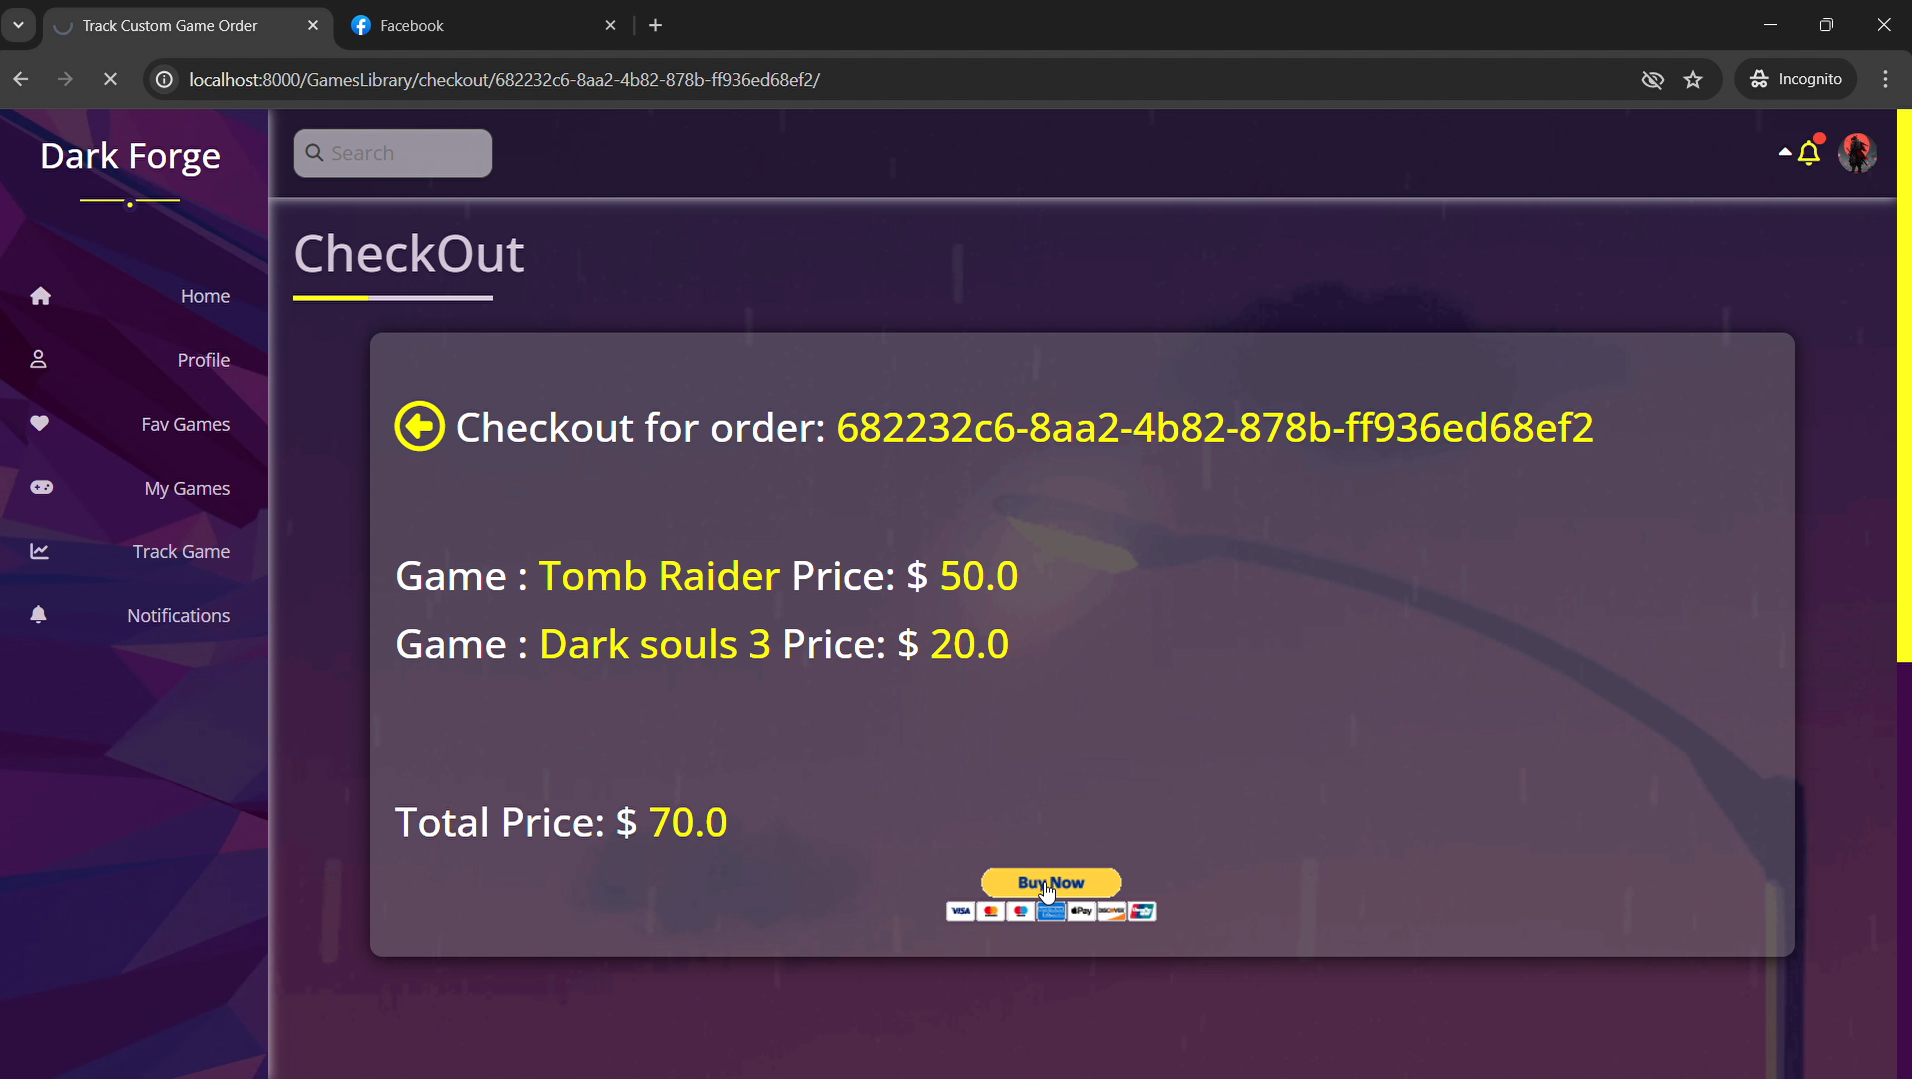 Track Custom Game Order
Facebook
localhost:8000/GamesLibrary/checkout/682232c6-8aa2-4b82-878b-ff936ed68ef2/
Incognito
Dark Forge
Search
Home
Profile
Fav Games
My Games
Track Game
Notifications
CheckOut
Checkout for order: 682232c6-8aa2-4b82-878b-ff936ed68ef2
Game : Tomb Raider Price: $ 50.0
Game : Dark souls 3 Price: $ 20.0
Total Price: $ 70.0
Buy Now
VISA Pay DISCOVER